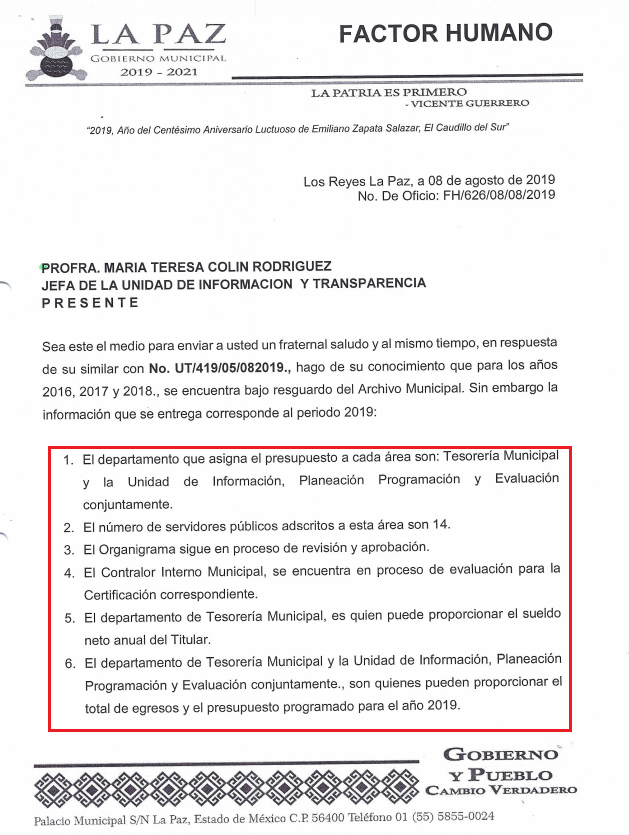 LA PAZ
GOBIERNO MUNICIPAL
2019 - 2021
FACTOR HUMANO
LA PATRIA ES PRIMERO
- VICENTE GUERRERO
"2019, Año del Centésimo Aniversario Luctuoso de Emiliano Zapata Salazar, El Caudillo del Sur"
Los Reyes La Paz, a 08 de agosto de 2019
No. De Oficio: FH/626/08/08/2019
PROFRA. MARIA TERESA COLIN RODRIGUEZ
JEFA DE LA UNIDAD DE INFORMACION Y TRANSPARENCIA
P R E S E N T E
Sea este el medio para enviar a usted un fraternal saludo y al mismo tiempo, en respuesta
de su similar con No. UT/419/05/082019., hago de su conocimiento que para los años
2016, 2017 y 2018., se encuentra bajo resguardo del Archivo Municipal. Sin embargo la
información que se entrega corresponde al periodo 2019:
1. El departamento que asigna el presupuesto a cada área son: Tesorería Municipal
y la Unidad de Información, Planeación Programación y Evaluación
conjuntamente.
2. El número de servidores públicos adscritos a esta área son 14.
3. El Organigrama sigue en proceso de revisión y aprobación.
4. El Contralor Interno Municipal, se encuentra en proceso de evaluación para la
Certificación correspondiente.
5. El departamento de Tesorería Municipal, es quien puede proporcionar el sueldo
neto anual del Titular.
6. El departamento de Tesorería Municipal y la Unidad de Información, Planeación
Programación y Evaluación conjuntamente., son quienes pueden proporcionar el
total de egresos y el presupuesto programado para el año 2019.
GOBIERNO
Y PUEBLO
CAMBIO VERDADERO
Palacio Municipal S/N La Paz, Estado de México C.P. 56400 Teléfono 01 (55) 5855-0024